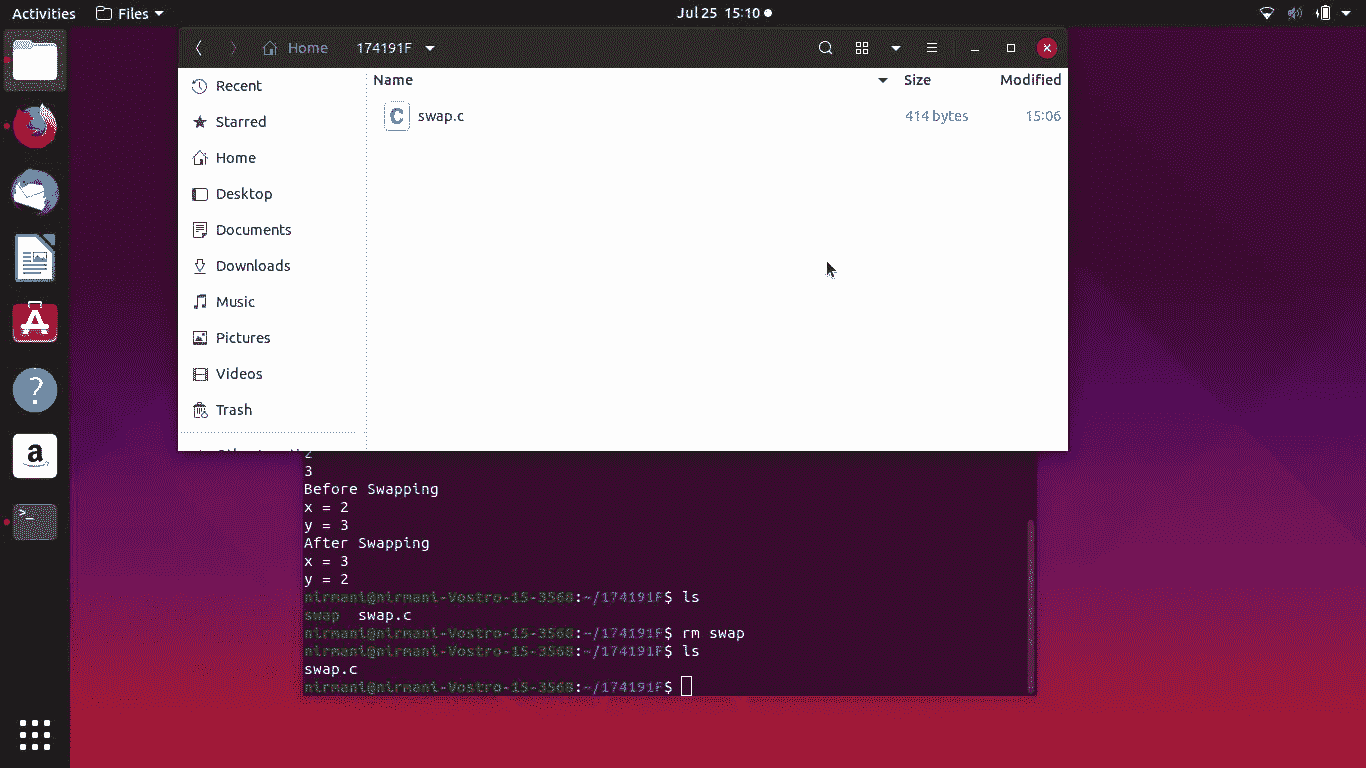 Activities Files Jul 25 15:10
Home 174191F
Name Size Modified
Recent
swap.c 414 bytes 15:06
Starred
Home
Desktop
Documents
Downloads
Music
Pictures
Videos
Trash
2
3
Before Swapping
x = 2
y = 3
After Swapping
x = 3
y = 2
nirmani@nirmani-Vostro-15-3568:~/174191F$ ls
swap swap.c
nirmani@nirmani-Vostro-15-3568:~/174191F$ rm swap
nirmani@nirmani-Vostro-15-3568:~/174191F$ ls
swap.c
nirmani@nirmani-Vostro-15-3568:~/174191F$